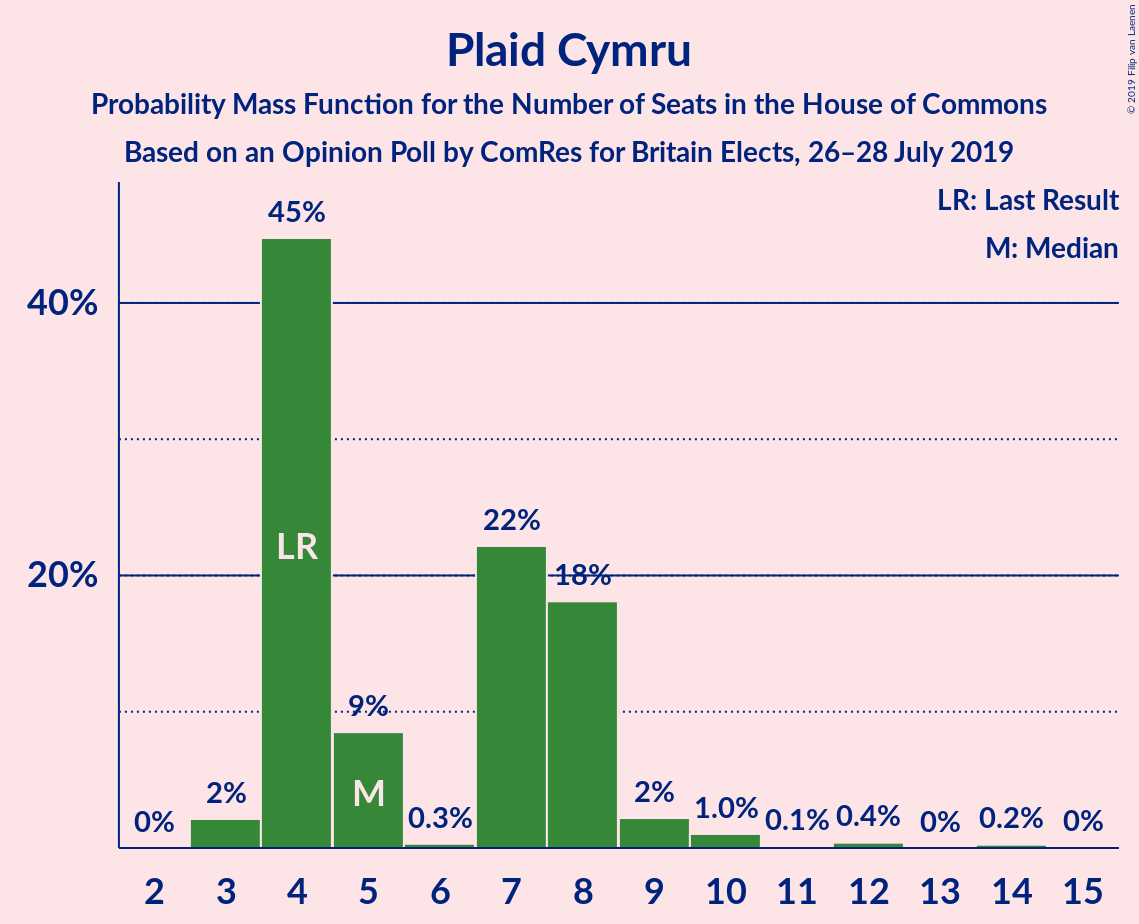 Plaid Cymru
Probability Mass Function for the Number of Seats in the House of Commons
Based on an Opinion Poll by ComRes for Britain Elects, 26–28 July 2019
© 2019 Filip van Laenen
LR: Last Result
M: Median
45%
40%
LR
22%
20%
18%
9%
M
0%
2%
0.3%
2%
1.0%
0.1%
0.4%
0%
0.2%
0%
2 3 4 5 6 7 8 9 10 11 12 13 14 15